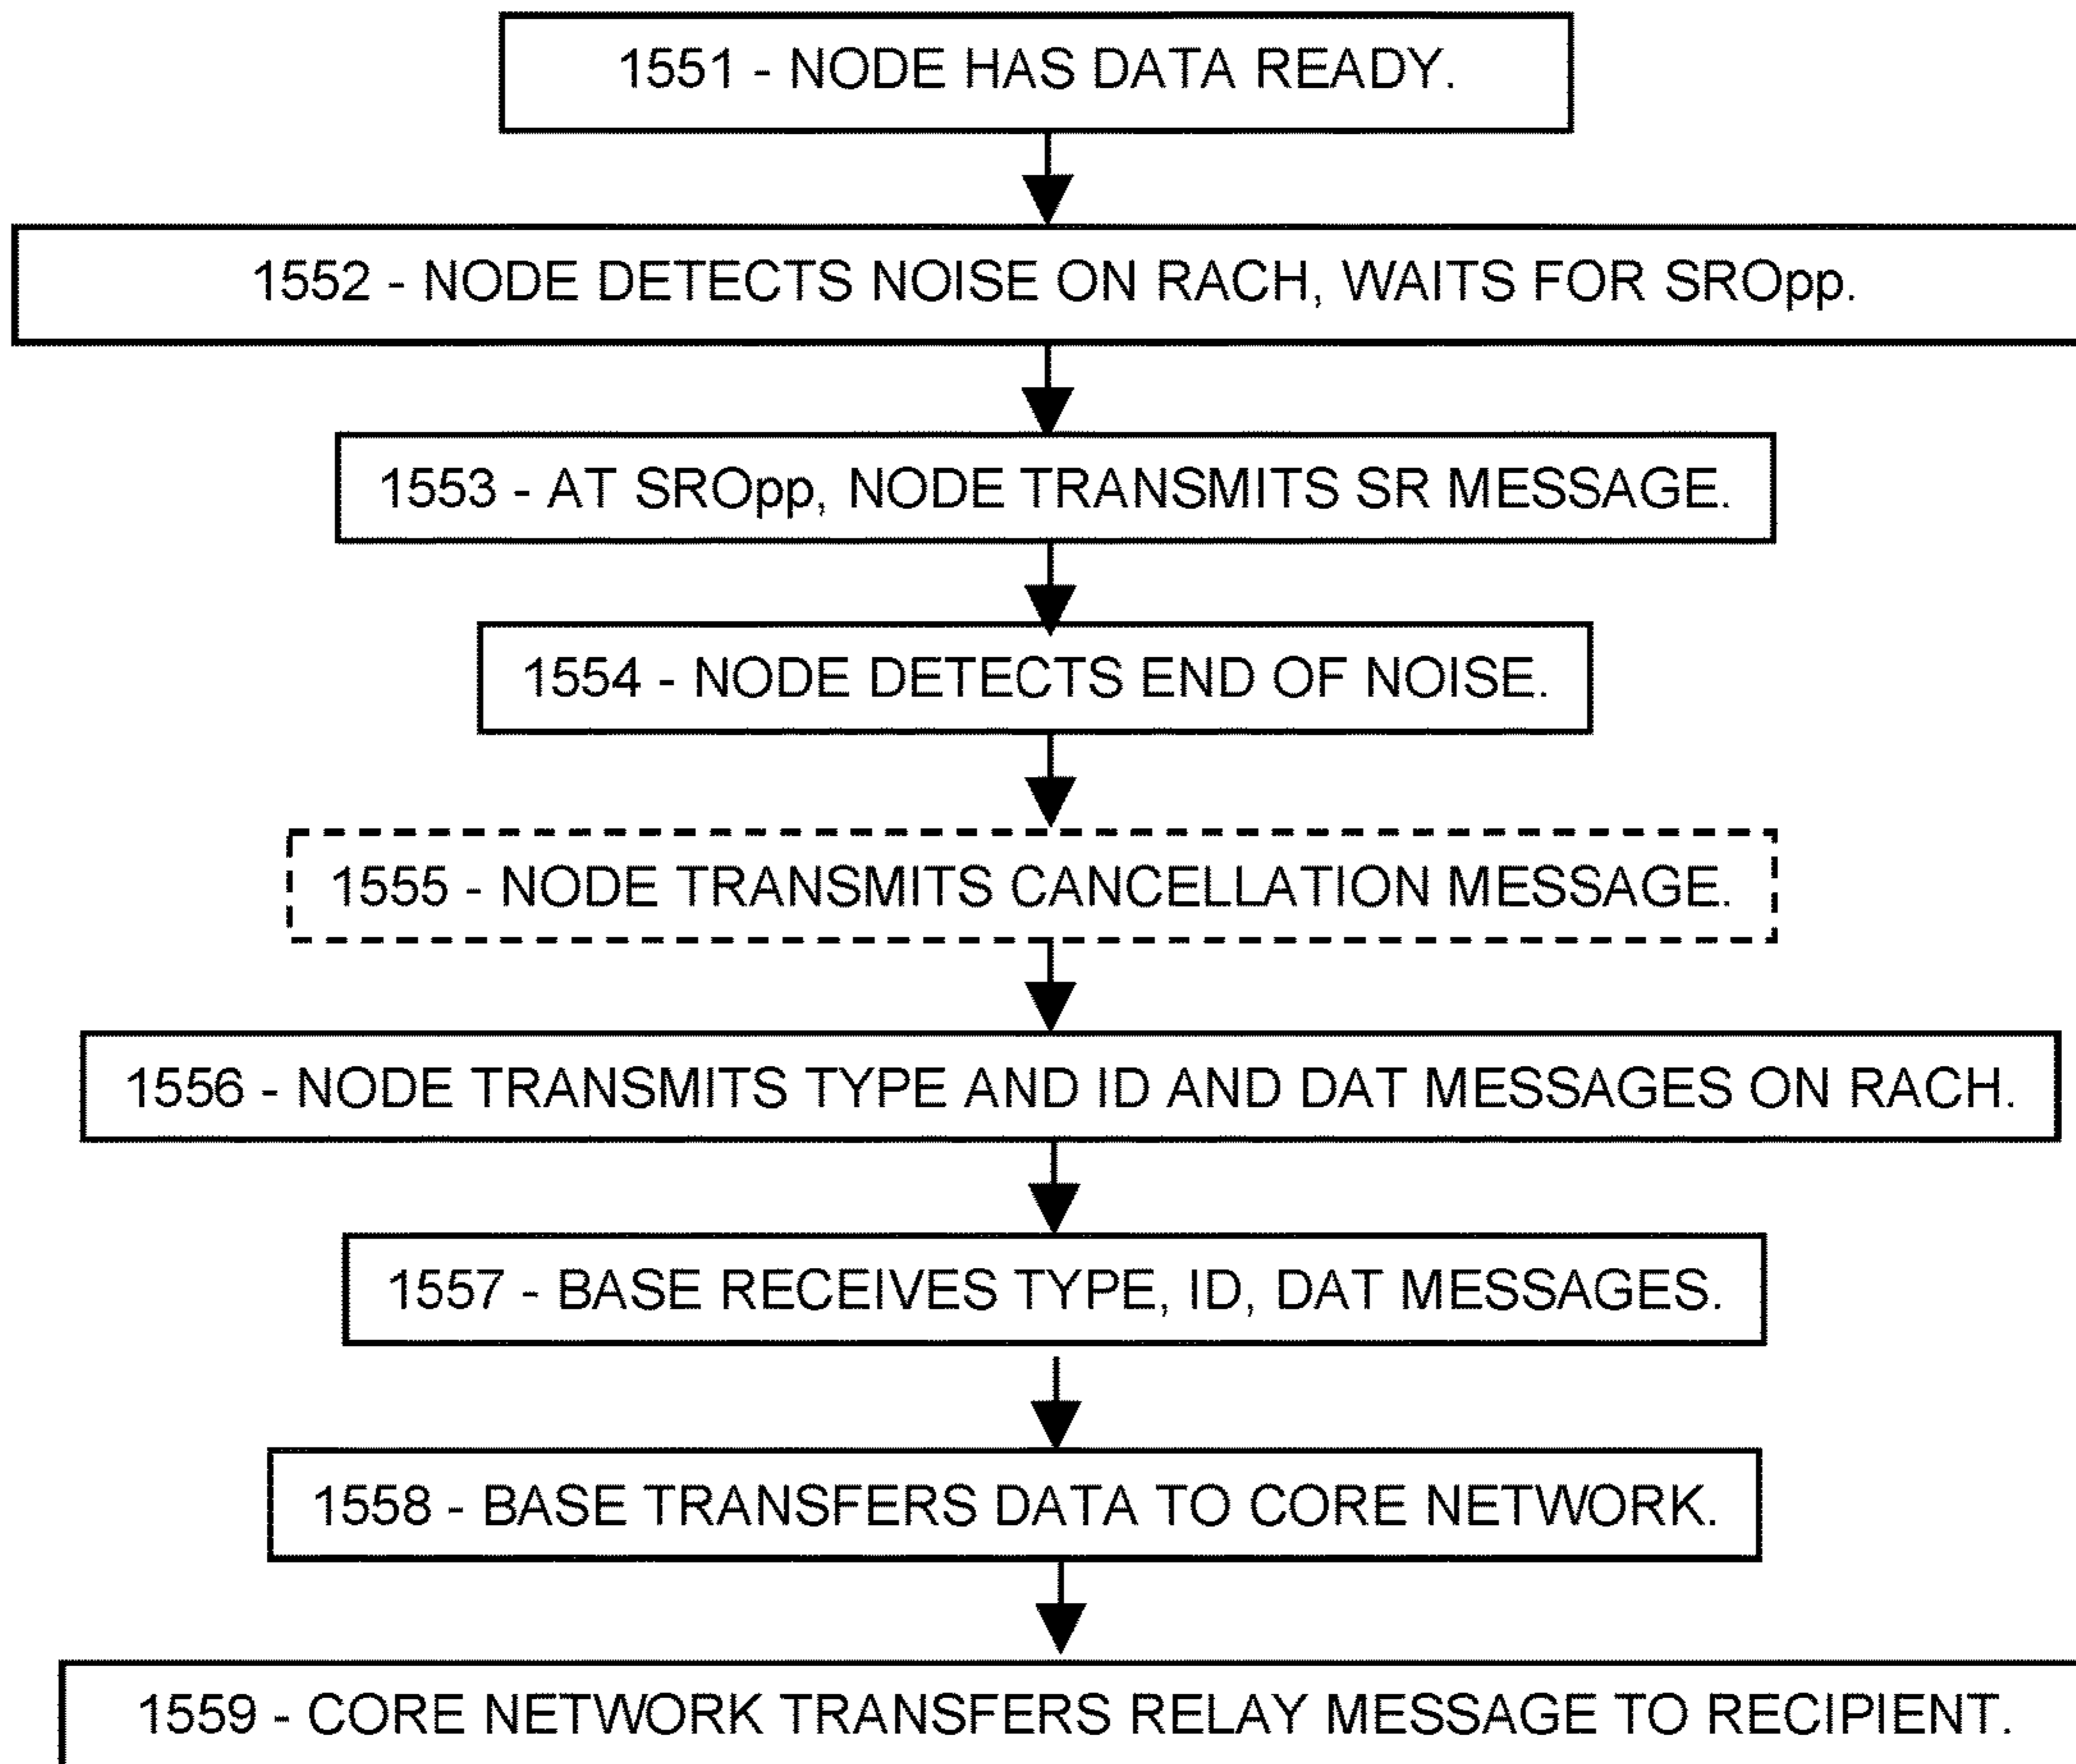 1551 - NODE HAS DATA READY.
1552 - NODE DETECTS NOISE ON RACH, WAITS FOR SROpp.
1553 - AT SROpp, NODE TRANSMITS SR MESSAGE.
1554 - NODE DETECTS END OF NOISE.
1555 - NODE TRANSMITS CANCELLATION MESSAGE.
1556 - NODE TRANSMITS TYPE AND ID AND DAT MESSAGES ON RACH.
1557 - BASE RECEIVES TYPE, ID, DAT MESSAGES.
1558 - BASE TRANSFERS DATA TO CORE NETWORK.
1559 - CORE NETWORK TRANSFERS RELAY MESSAGE TO RECIPIENT.